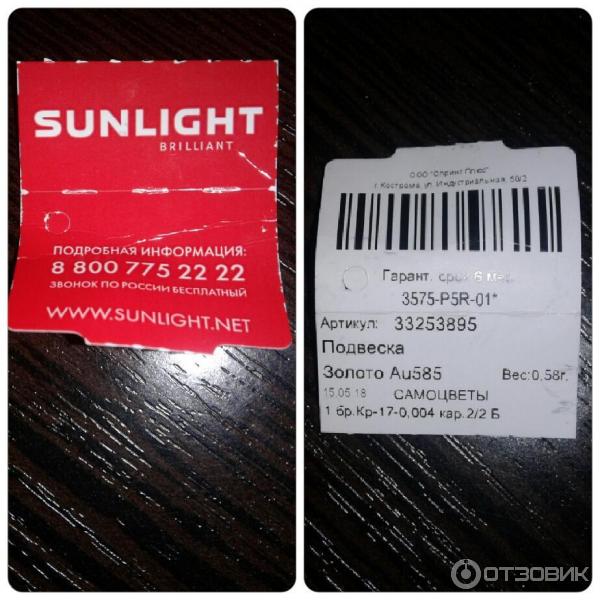 SUNLIGHT
BRILLIANT
ПОДРОБНАЯ ИНФОРМАЦИЯ:
8 800 775 22 22
ЗВОНОК ПО РОССИИ БЕСПЛАТНЫЙ
WWW.SUNLIGHT.NET
ООО "Спринт Плюс"
г. Кострома, ул. Индустриальная, 50/2
Гарант. срок 6 мес.
3575-P5R-01*
Артикул: 33253895
Подвеска
Золото Au585 Вес:0,58г.
15.05.18 САМОЦВЕТЫ
1 бр.Кр-17-0,004 кар.2/2 Б
ОТЗОВИК